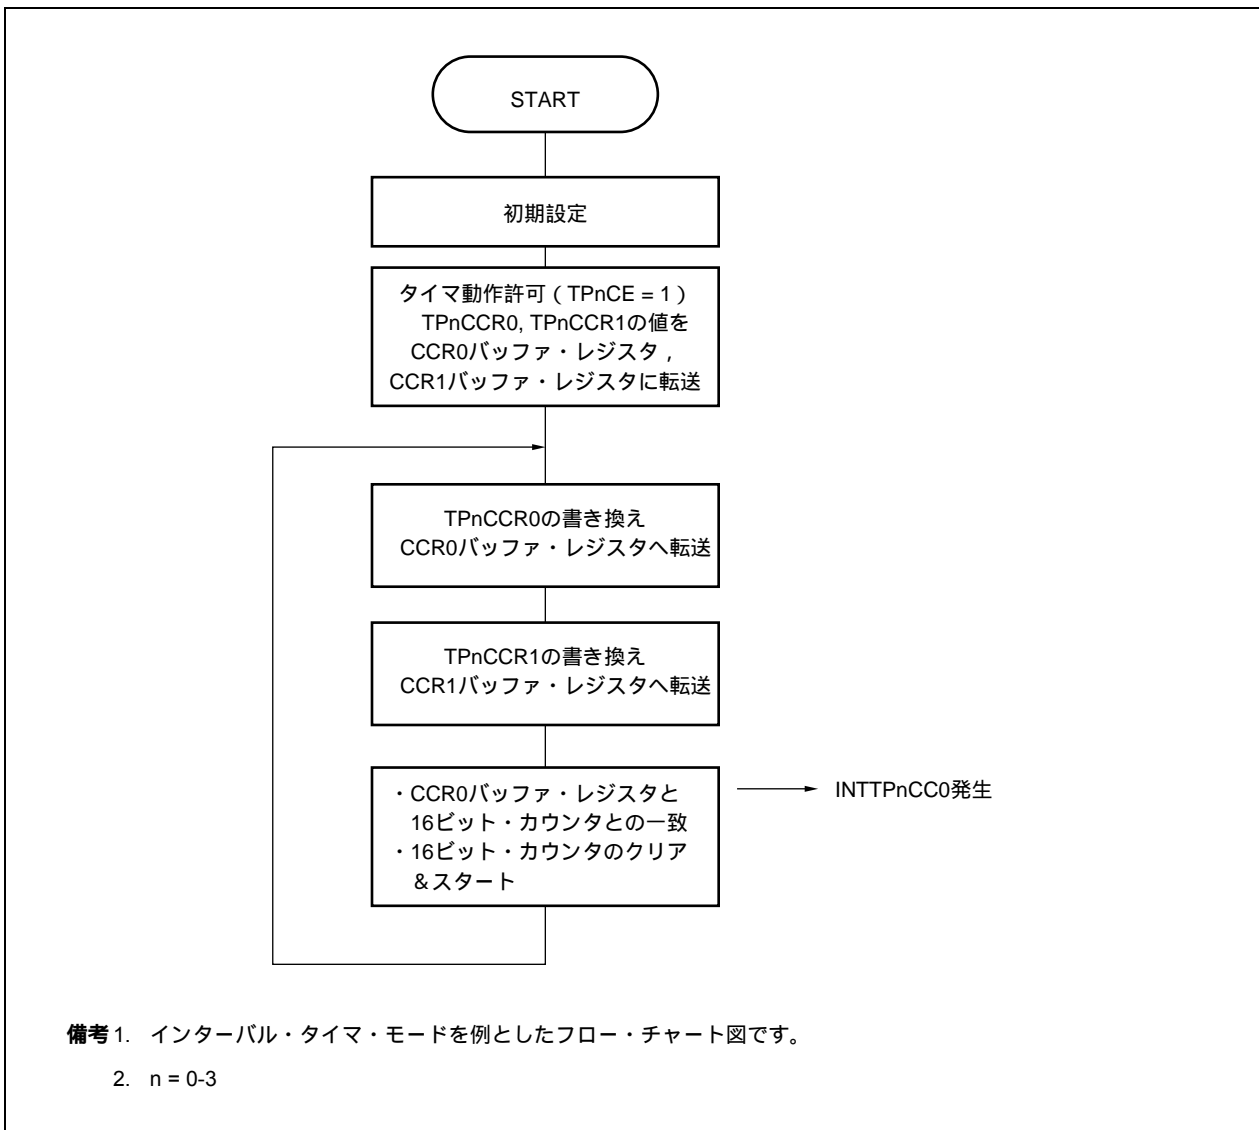 START
初期設定
タイマ動作許可（TPnCE = 1）
TPnCCR0, TPnCCR1の値を
CCR0バッファ・レジスタ，
CCR1バッファ・レジスタに転送
TPnCCR0の書き換え
CCR0バッファ・レジスタへ転送
TPnCCR1の書き換え
CCR1バッファ・レジスタへ転送
・CCR0バッファ・レジスタと
16ビット・カウンタとの一致
・16ビット・カウンタのクリア
＆スタート
INTTPnCC0発生
備考1. インターバル・タイマ・モードを例としたフロー・チャート図です。
2. n = 0-3